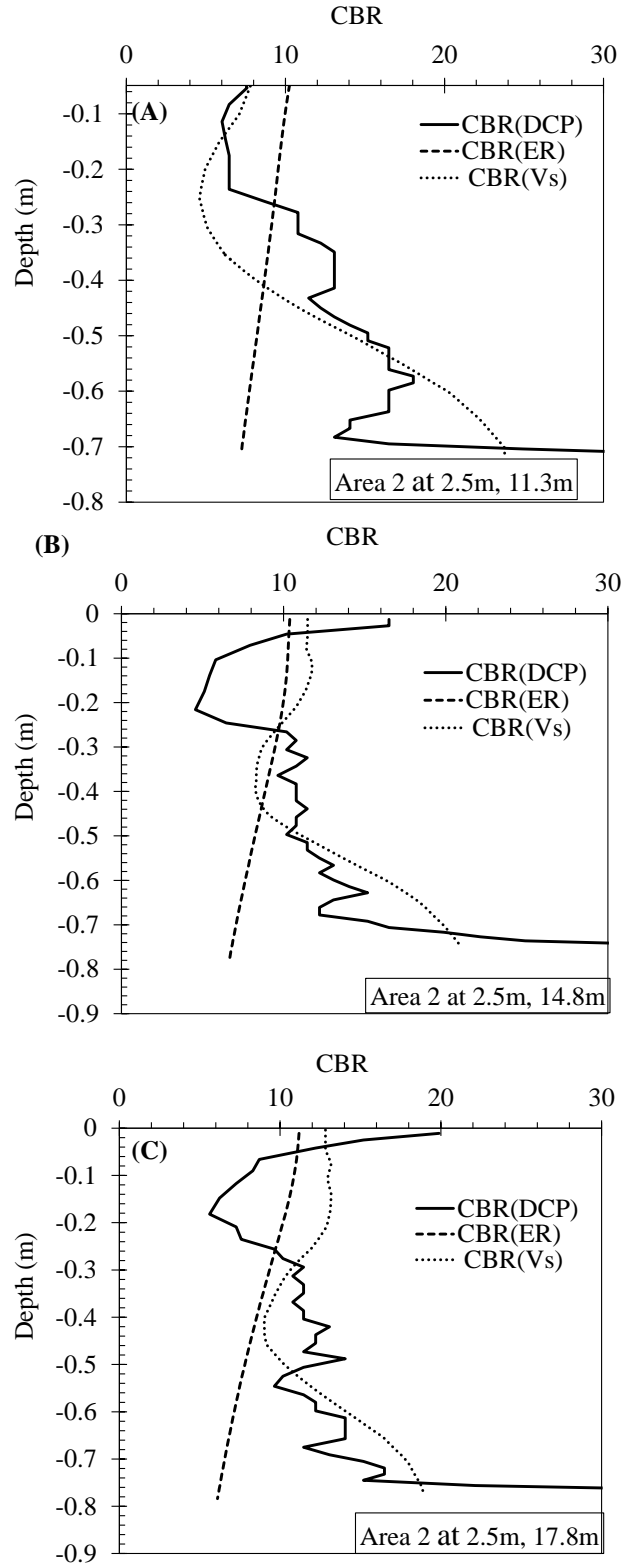 CBR
0 10 20 30
-0.1
-0.2
-0.3
-0.4
-0.5
-0.6
-0.7
-0.8
Depth (m)
(A)
CBR(DCP)
CBR(ER)
CBR(Vs)
Area 2 at 2.5m, 11.3m
(B)
CBR
0 10 20 30
0
-0.1
-0.2
-0.3
-0.4
-0.5
-0.6
-0.7
-0.8
-0.9
Depth (m)
CBR(DCP)
CBR(ER)
CBR(Vs)
Area 2 at 2.5m, 14.8m
CBR
0 10 20 30
0
-0.1
-0.2
-0.3
-0.4
-0.5
-0.6
-0.7
-0.8
-0.9
Depth (m)
(C)
CBR(DCP)
CBR(ER)
CBR(Vs)
Area 2 at 2.5m, 17.8m